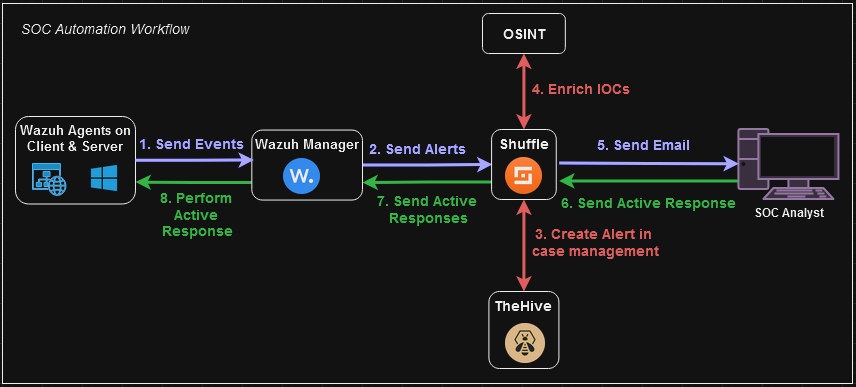 SOC Automation Workflow
OSINT
4. Enrich IOCs
Wazuh Agents on
Client & Server
1. Send Events
Wazuh Manager
W.
2. Send Alerts
Shuffle
5. Send Email
8. Perform
Active
Response
7. Send Active
Responses
6. Send Active Response
SOC Analyst
3. Create Alert in
case management
TheHive